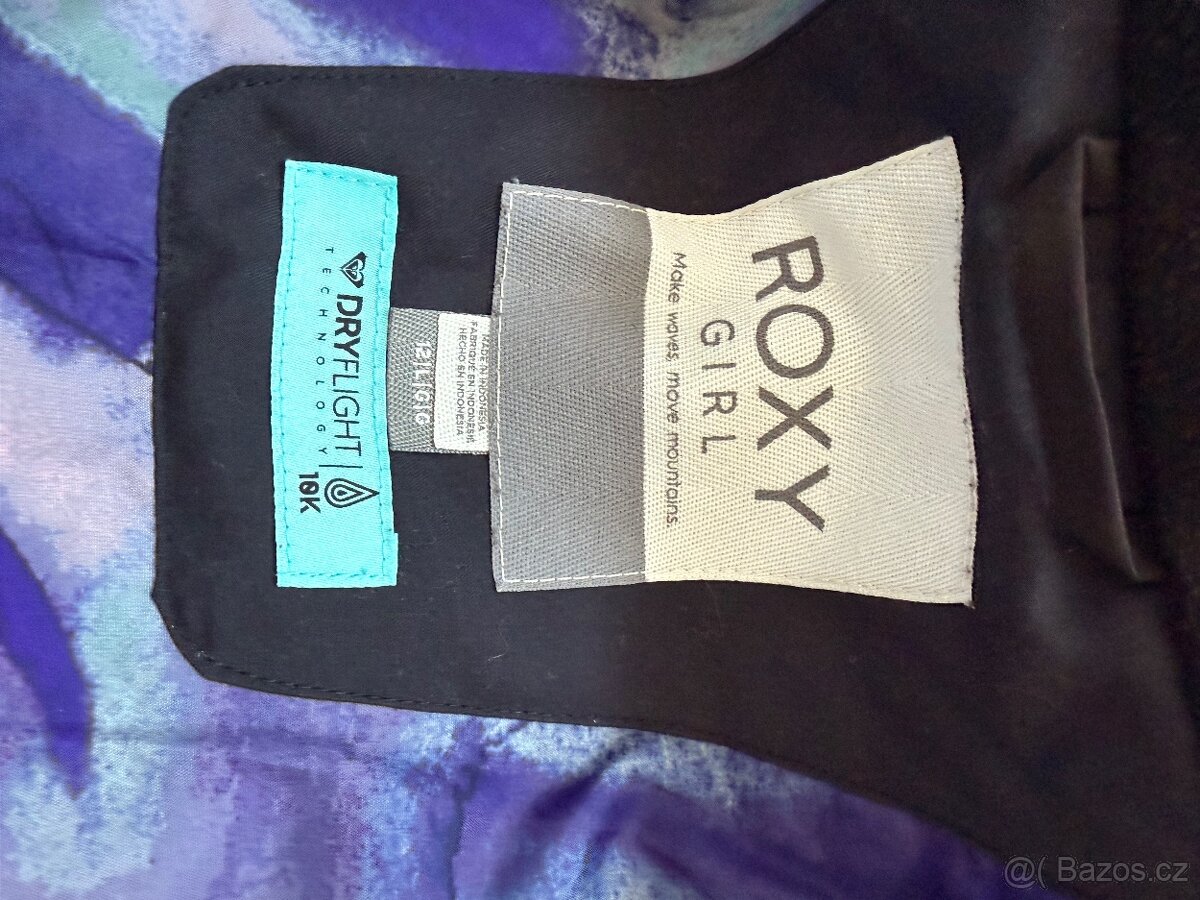 ROXY
GIRL
Make waves, move mountains.
MADE IN INDONESIA
FABRIQUÉ EN INDONESIE
HECHO EN INDONESIA
DRYFLIGHT
TECHNOLOGY
10K
@( Bazos.cz